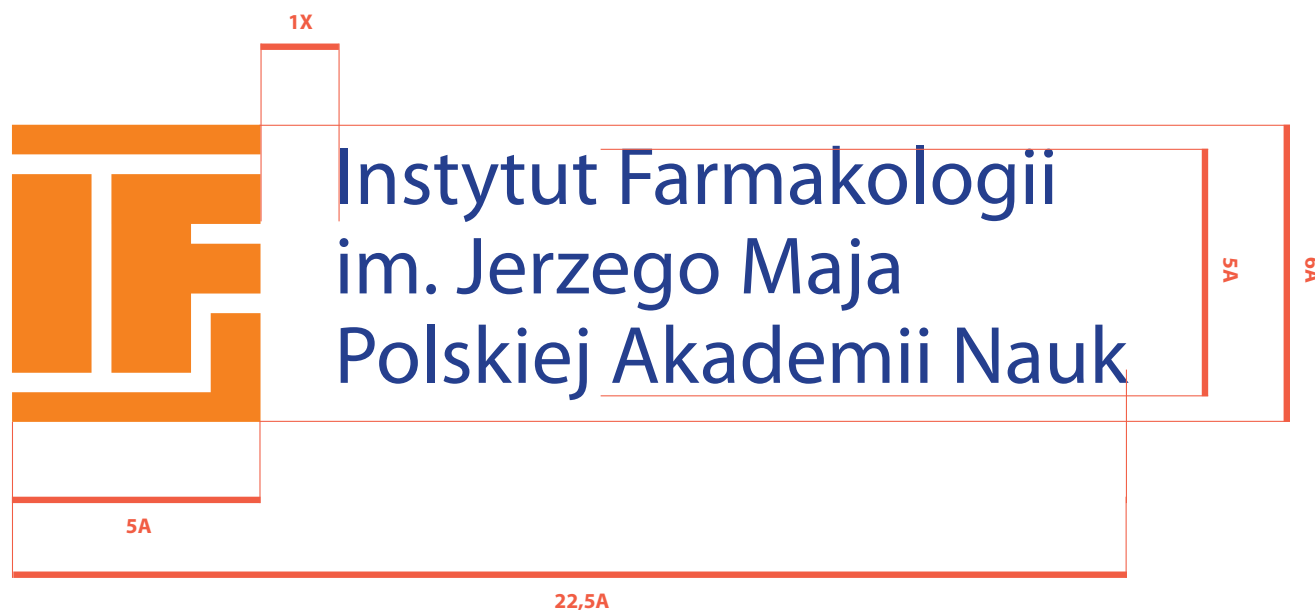 1X
Instytut Farmakologii
im. Jerzego Maja
Polskiej Akademii Nauk
5A
6A
5A
22,5A